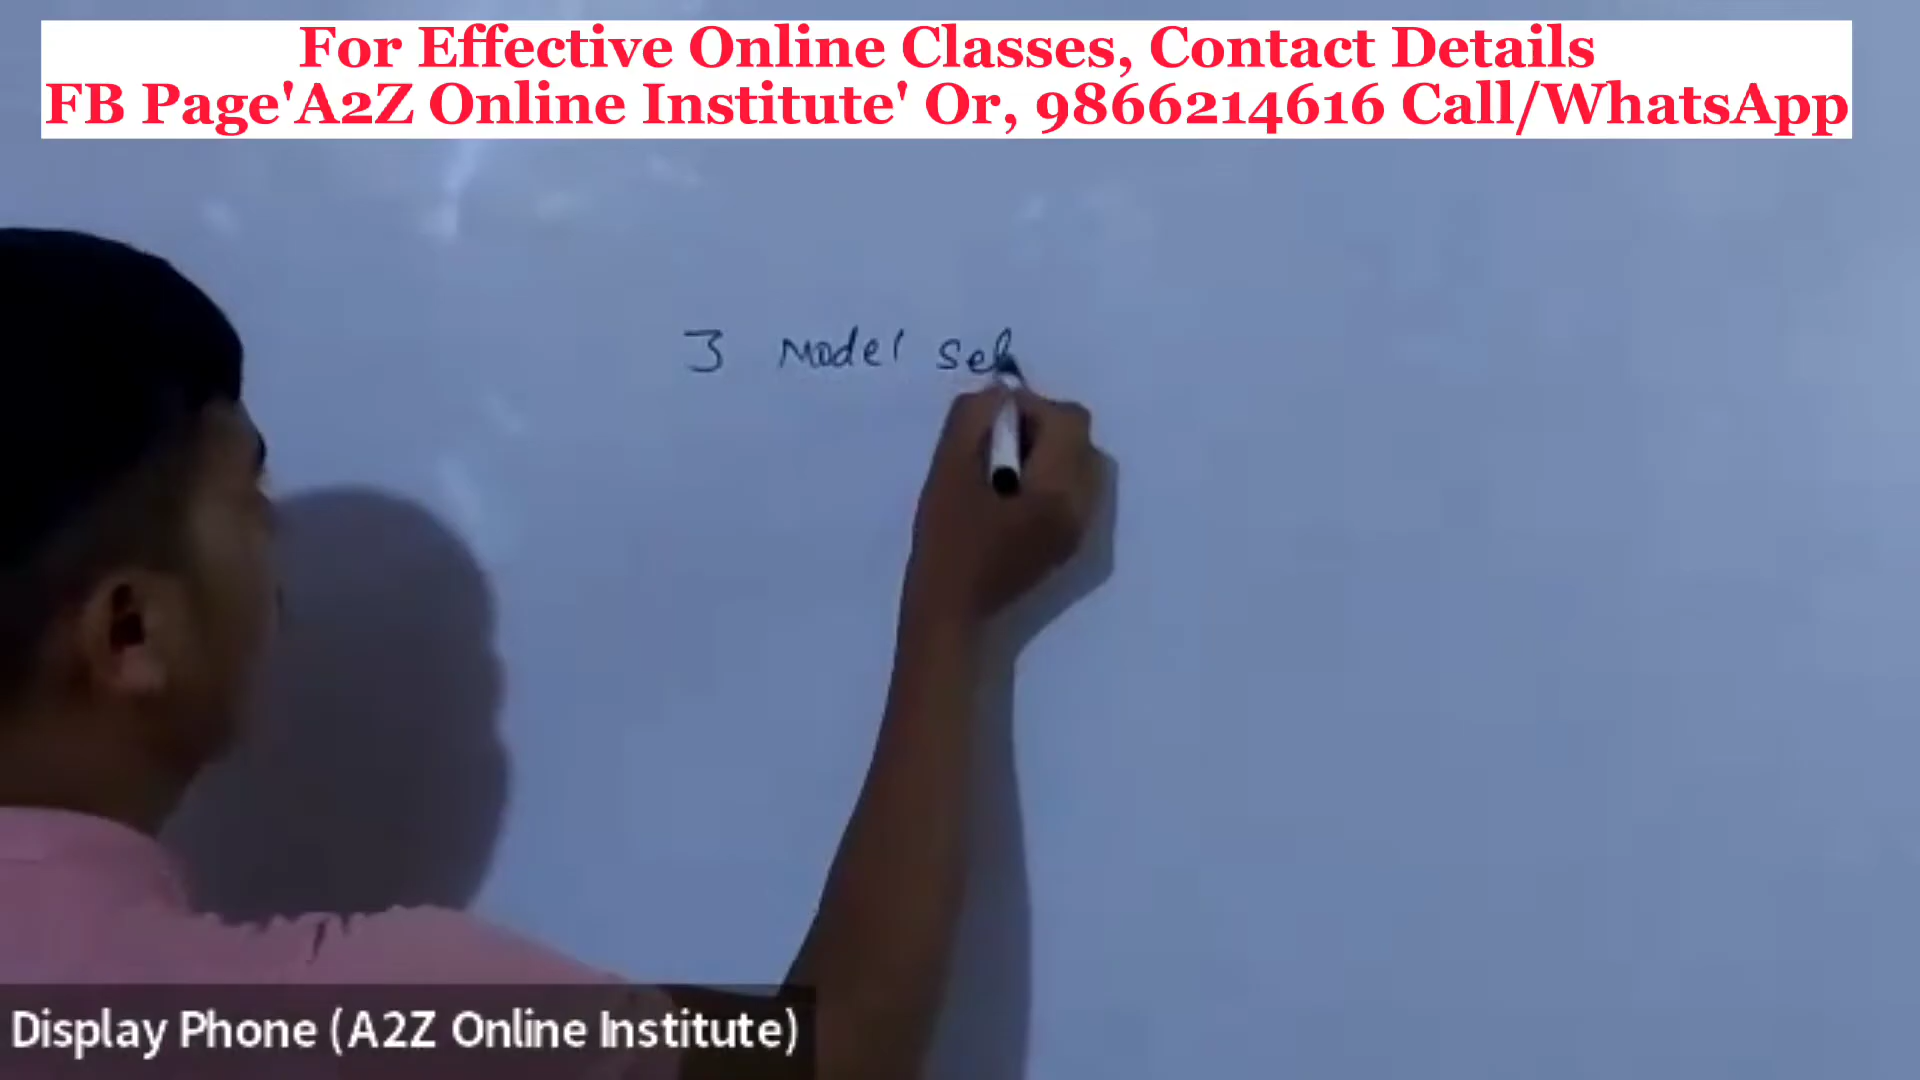 For Effective Online Classes, Contact Details
FB Page'A2Z Online Institute' Or, 9866214616 Call/WhatsApp
3 Model set
Display Phone (A2Z Online Institute)